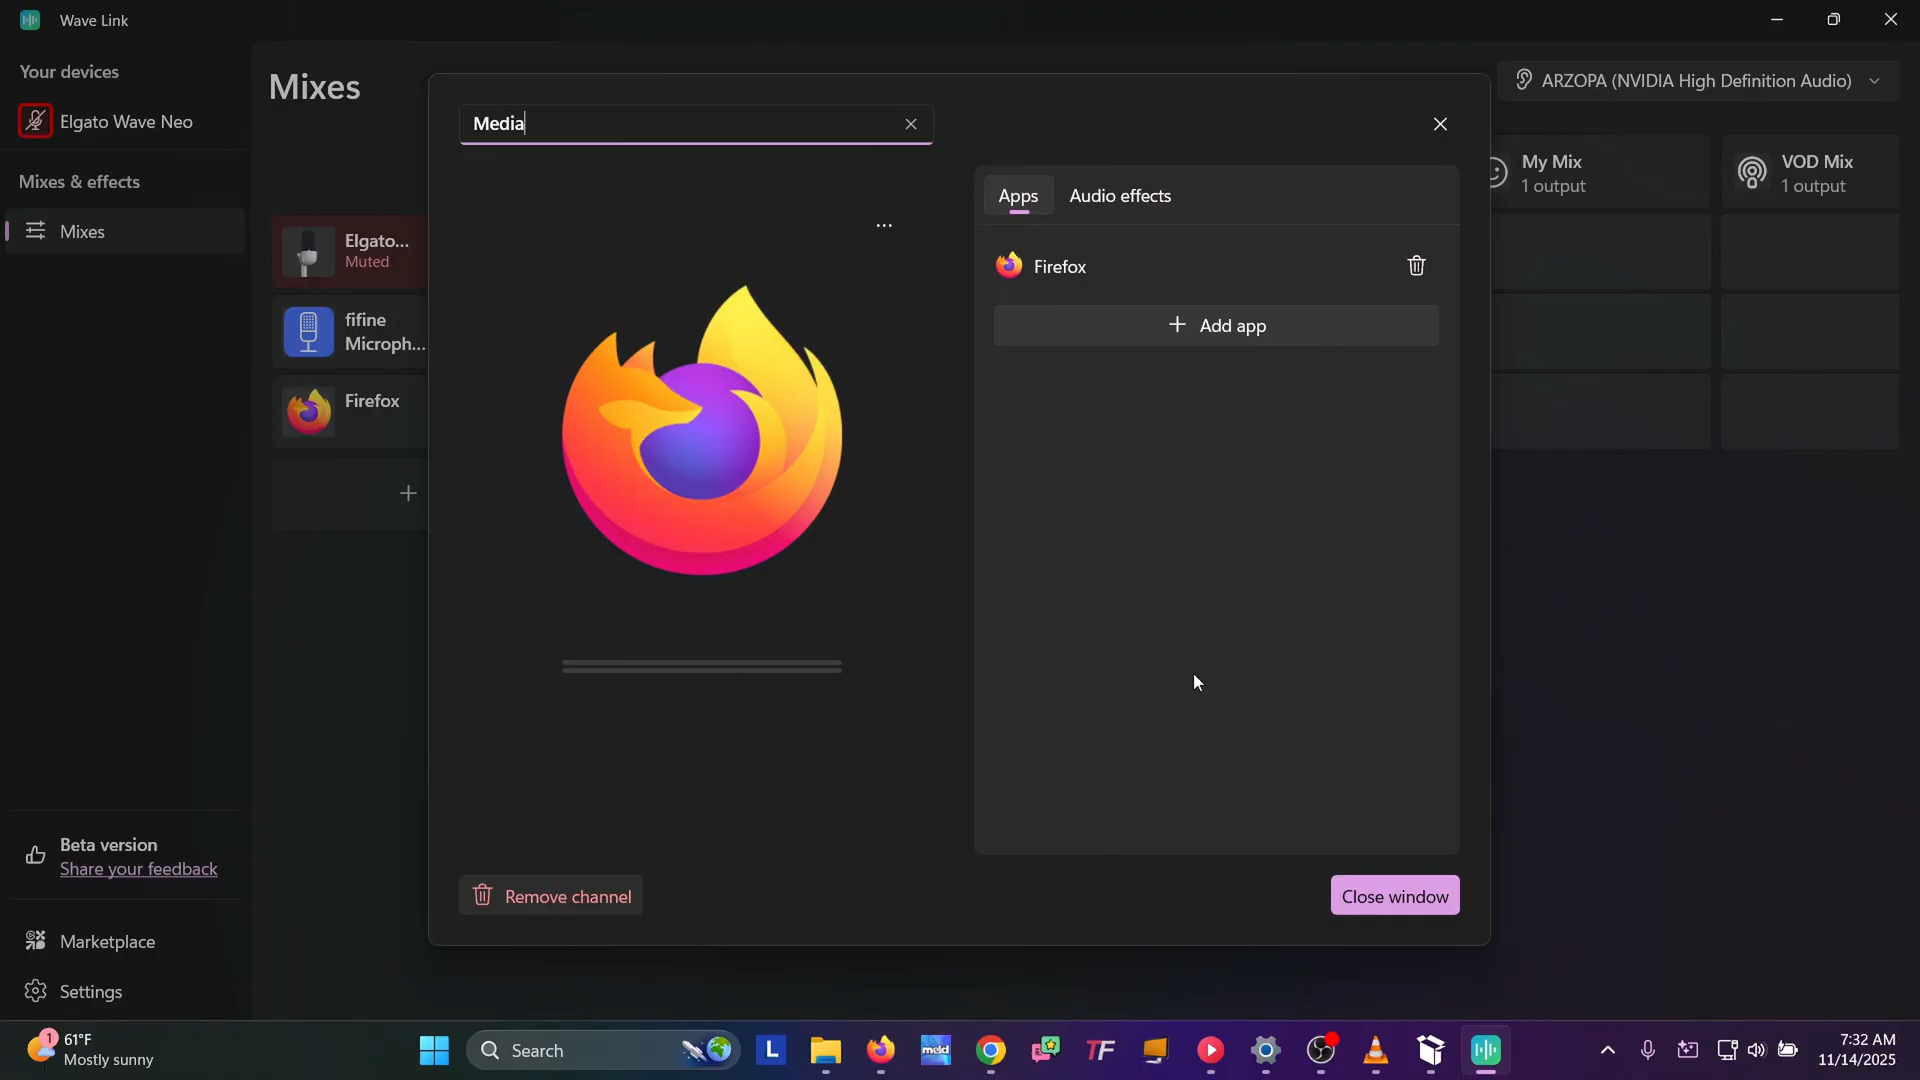 Wave Link
Your devices
Elgato Wave Neo
Mixes & effects
Mixes
Beta version
Share your feedback
Marketplace
Settings
Mixes
Elgato...
Muted
fifine
Microph...
Firefox
Media
Apps
Audio effects
Firefox
Add app
Remove channel
Close window
ARZOPA (NVIDIA High Definition Audio)
My Mix
1 output
VOD Mix
1 output
1
61°F
Mostly sunny
Search
L
meld
TF
7:32 AM
11/14/2025